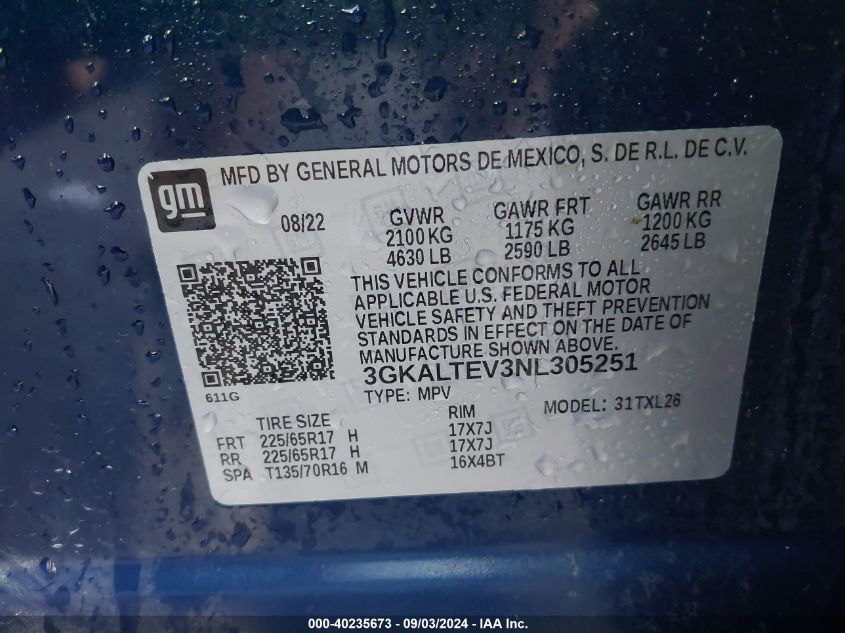 gm MFD BY GENERAL MOTORS DE MEXICO, S. DE R.L. DE C.V.
08/22 GVWR GAWR FRT GAWR RR
2100 KG 1175 KG 1200 KG
4630 LB 2590 LB 2645 LB
THIS VEHICLE CONFORMS TO ALL
APPLICABLE U.S. FEDERAL MOTOR
VEHICLE SAFETY AND THEFT PREVENTION
STANDARDS IN EFFECT ON THE DATE OF
MANUFACTURE SHOWN ABOVE.
3GKALTEV3NL305251
611G
TYPE: MPV MODEL: 31TXL26
TIRE SIZE RIM
FRT 225/65R17 H 17X7J
RR 225/65R17 H 17X7J
SPA T135/70R16 M 16X4BT
000-40235673 - 09/03/2024 - IAA Inc.